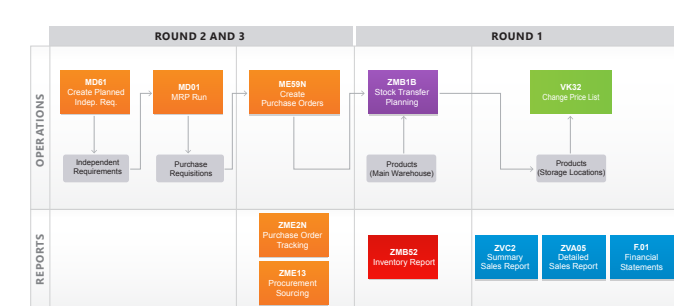 ROUND 2 AND 3
ROUND 1
OPERATIONS
MD61
Create Planned
Indep. Req.
MD01
MRP Run
ME59N
Create
Purchase Orders
ZMB1B
Stock Transfer
Planning
VK32
Change Price List
Independent
Requirements
Purchase
Requisitions
Products
(Main Warehouse)
Products
(Storage Locations)
REPORTS
ZME2N
Purchase Order
Tracking
ZME13
Procurement
Sourcing
ZMB52
Inventory Report
ZVC2
Summary
Sales Report
ZVA05
Detailed
Sales Report
F.01
Financial
Statements